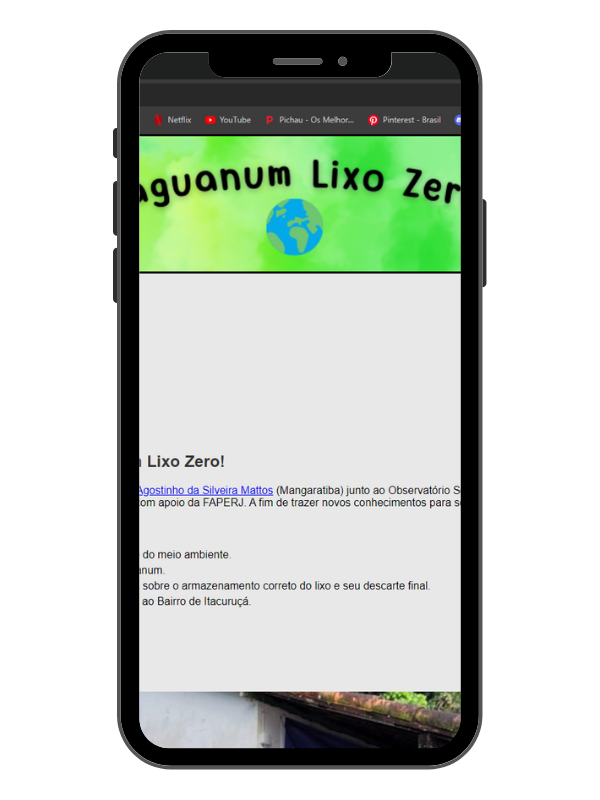 Netflix YouTube Pichau - Os Melhor... Pinterest - Brasil
aguanum Lixo Zer
Lixo Zero!
Agostinho da Silveira Mattos (Mangaratiba) junto ao Observatório S
com apoio da FAPERJ. A fim de trazer novos conhecimentos para s
do meio ambiente.
anum.
sobre o armazenamento correto do lixo e seu descarte final.
ao Bairro de Itacuruçá.